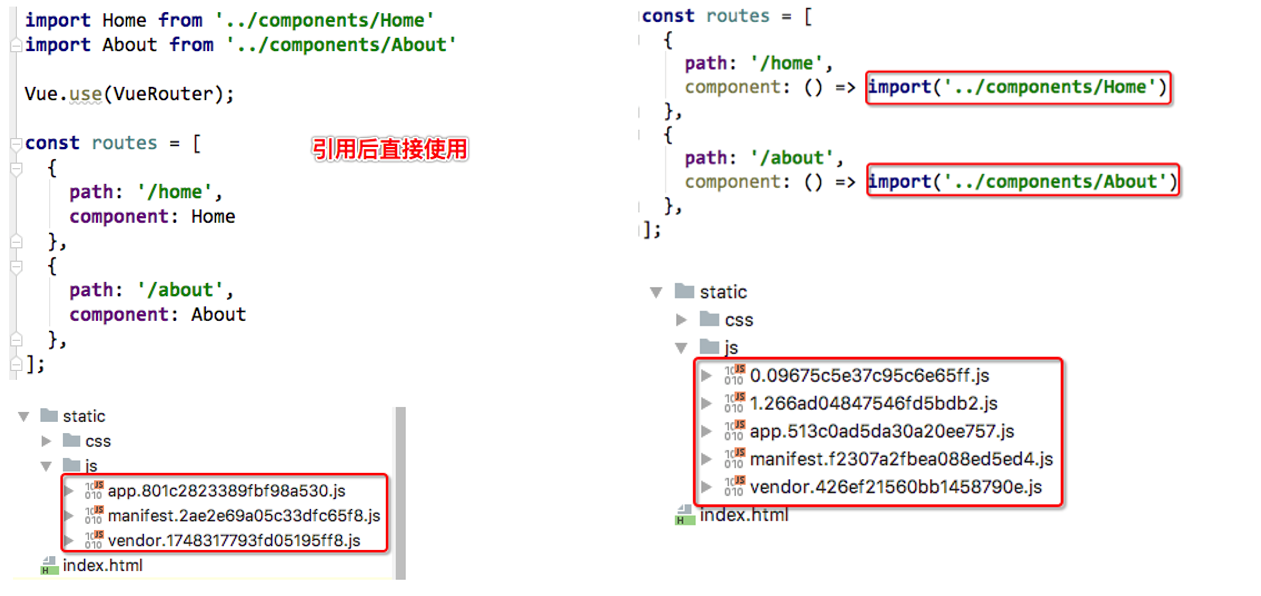 import Home from '../components/Home'
import About from '../components/About'
Vue.use(VueRouter);
const routes = [
{
path: '/home',
component: Home
},
{
path: '/about',
component: About
},
];
引用后直接使用
static
css
js
app.801c2823389fbf98a530.js
manifest.2ae2e69a05c33dfc65f8.js
vendor.1748317793fd05195ff8.js
index.html
const routes = [
{
path: '/home',
component: () => import('../components/Home')
},
{
path: '/about',
component: () => import('../components/About')
},
];
static
css
js
0.09675c5e37c95c6e65ff.js
1.266ad04847546fd5bdb2.js
app.513c0ad5da30a20ee757.js
manifest.f2307a2fbea088ed5ed4.js
vendor.426ef21560bb1458790e.js
index.html